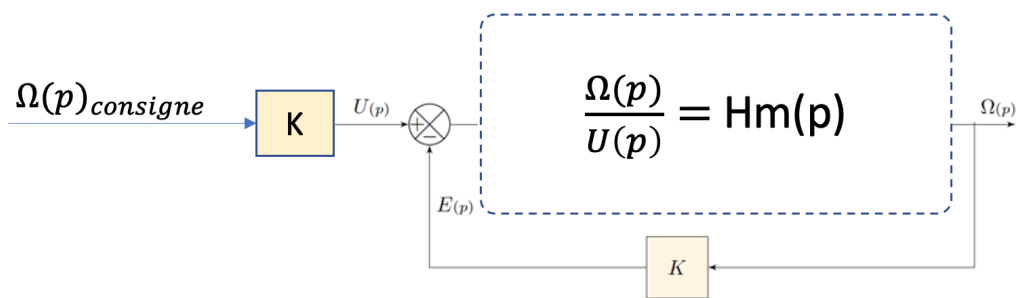 Ω(p)consigne
K
U(p)
+
−
Ω(p)
U(p)
= Hm(p)
Ω(p)
E(p)
K